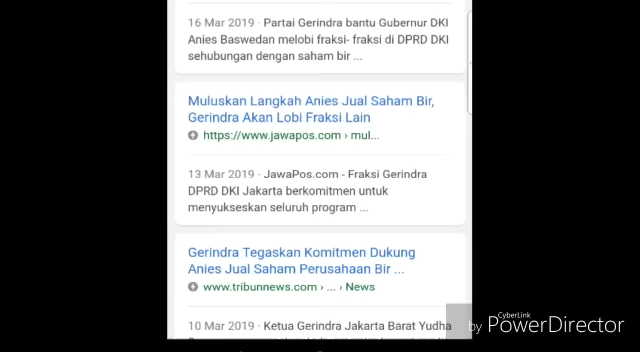 16 Mar 2019 · Partai Gerindra bantu Gubernur DKI
Anies Baswedan melobi fraksi- fraksi di DPRD DKI
sehubungan dengan saham bir ...
Muluskan Langkah Anies Jual Saham Bir,
Gerindra Akan Lobi Fraksi Lain
https://www.jawapos.com › mul...
13 Mar 2019 · JawaPos.com - Fraksi Gerindra
DPRD DKI Jakarta berkomitmen untuk
menyukseskan seluruh program ...
Gerindra Tegaskan Komitmen Dukung
Anies Jual Saham Perusahaan Bir ...
www.tribunnews.com › ... › News
10 Mar 2019 · Ketua Gerindra Jakarta Barat Yudha
CyberLink
by PowerDirector